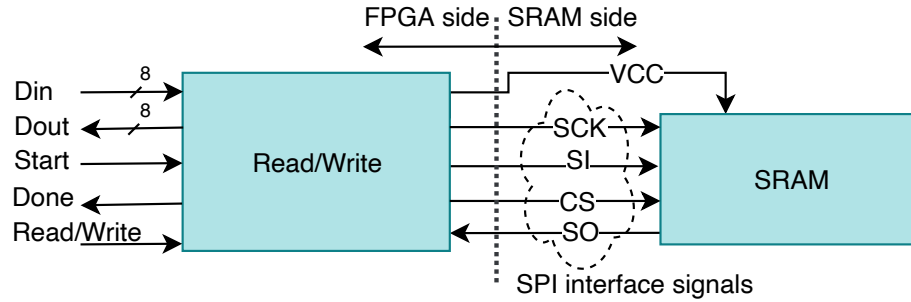 FPGA side
SRAM side
VCC
Din
8
Dout
8
Start
Done
Read/Write
Read/Write
SCK
SI
CS
SO
SRAM
SPI interface signals